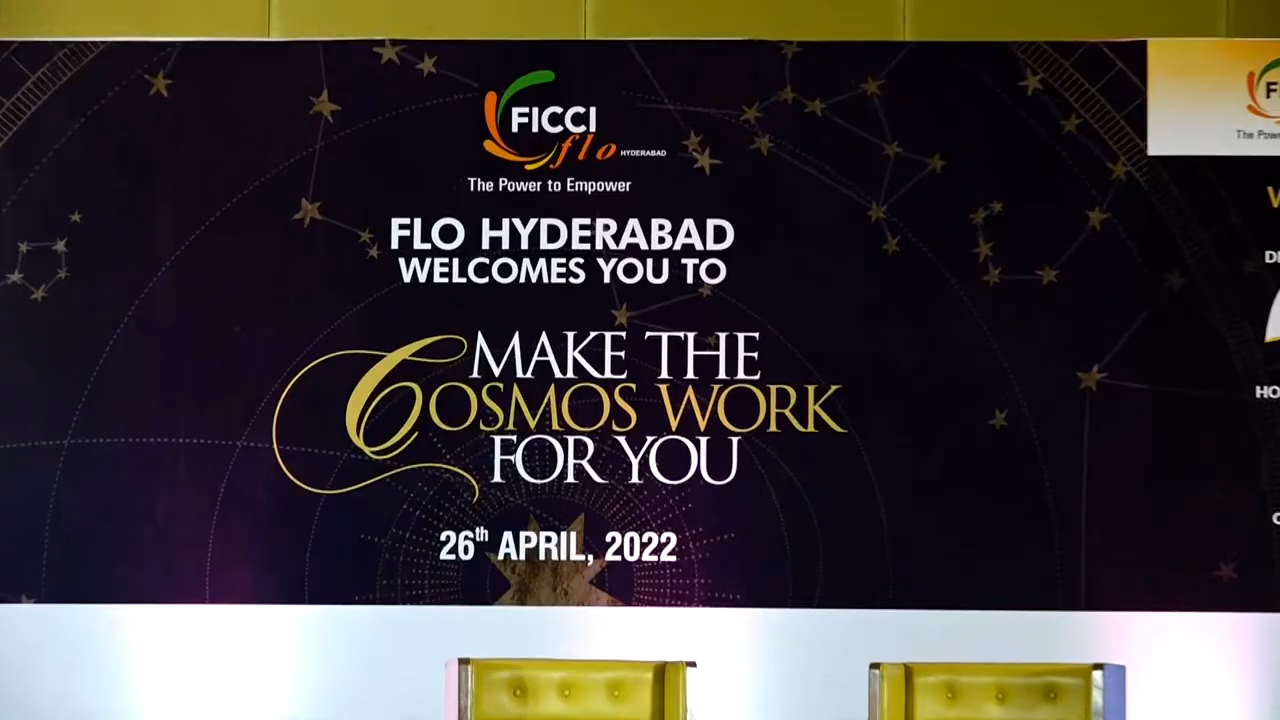 FICCI
flo HYDERABAD
The Power to Empower
FLO HYDERABAD
WELCOMES YOU TO
MAKE THE
COSMOS WORK
FOR YOU
26th APRIL, 2022